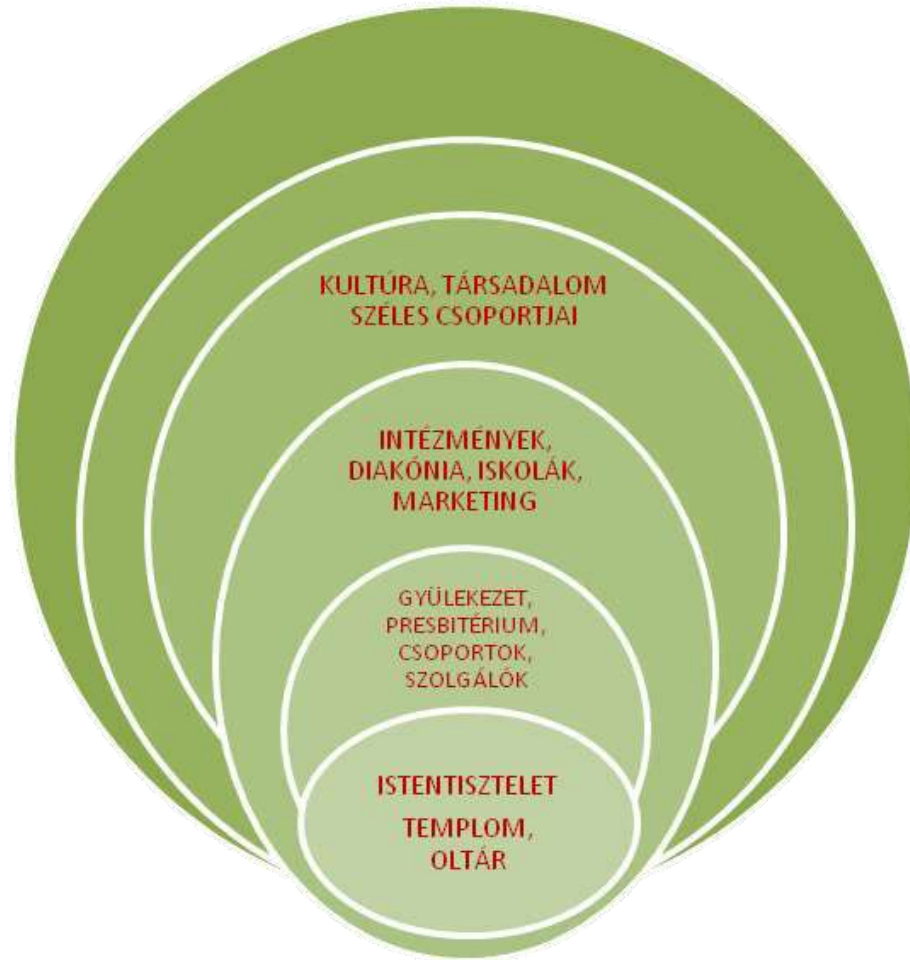 KULTÚRA, TÁRSADALOM
SZÉLES CSOPORTJAI
INTÉZMÉNYEK,
DIAKÓNIA, ISKOLÁK,
MARKETING
GYÜLEKEZET,
PRESBITÉRIUM,
CSOPORTOK,
SZOLGÁLÓK
ISTENTISZTELET
TEMPLOM,
OLTÁR